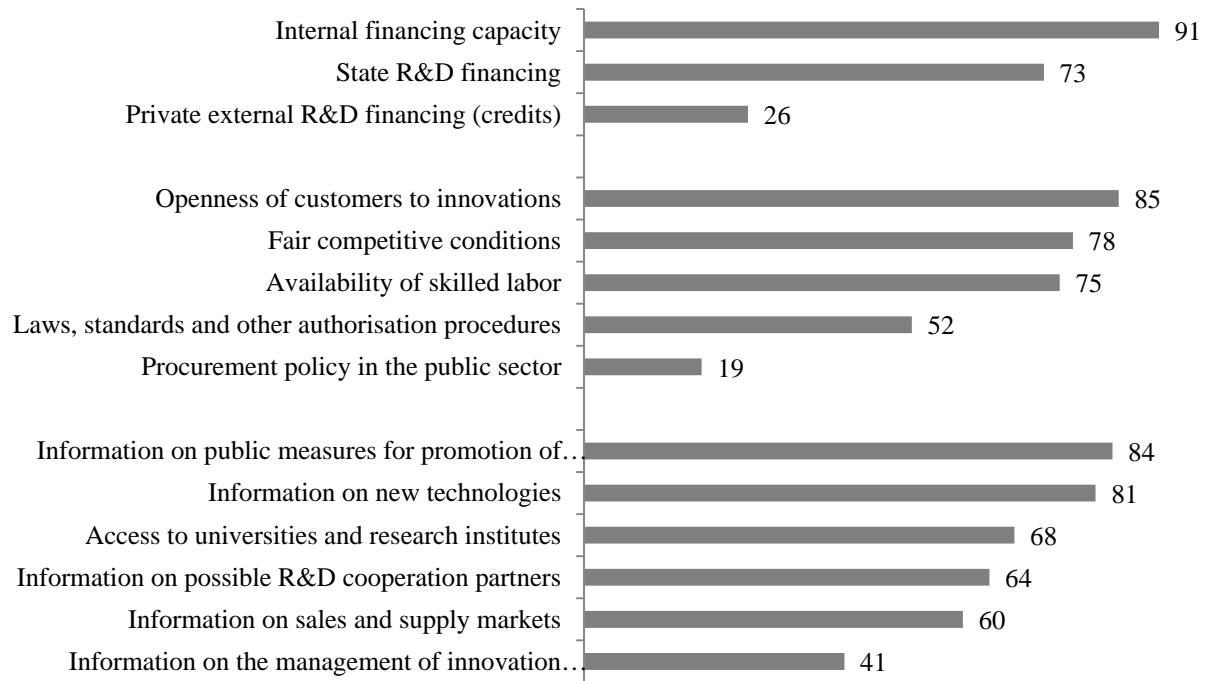 Internal financing capacity 91
State R&D financing 73
Private external R&D financing (credits) 26
Openness of customers to innovations 85
Fair competitive conditions 78
Availability of skilled labor 75
Laws, standards and other authorisation procedures 52
Procurement policy in the public sector 19
Information on public measures for promotion of… 84
Information on new technologies 81
Access to universities and research institutes 68
Information on possible R&D cooperation partners 64
Information on sales and supply markets 60
Information on the management of innovation… 41